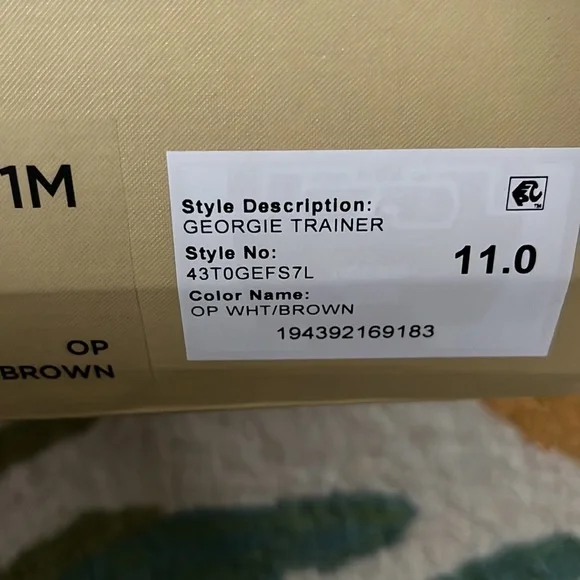 1M
OP
BROWN
Style Description:
GEORGIE TRAINER
Style No:
43T0GEFS7L
11.0
Color Name:
OP WHT/BROWN
194392169183